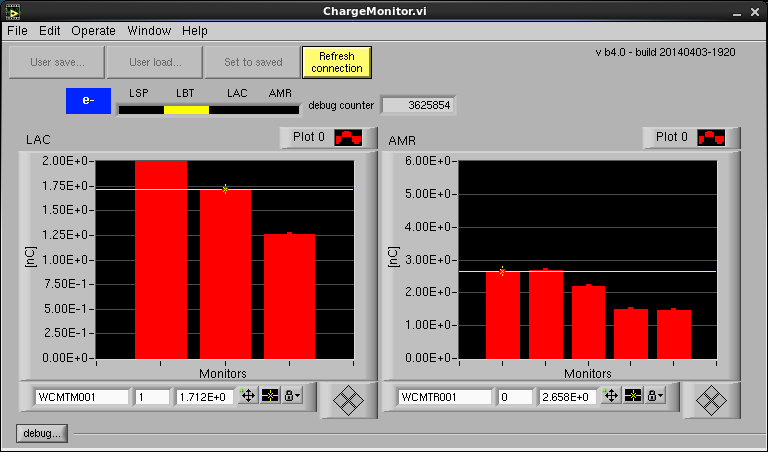 ChargeMonitor.vi
File Edit Operate Window Help
User save... User load... Set to saved Refresh connection
v b4.0 - build 20140403-1920
e-
LSP LBT LAC AMR
debug counter 3625854
LAC
Plot 0
2.00E+0
1.75E+0
1.50E+0
1.25E+0
1.00E+0
7.50E-1
5.00E-1
2.50E-1
0.00E+0
[nC]
Monitors
WCMTM001 1 1.712E+0
AMR
Plot 0
6.00E+0
5.00E+0
4.00E+0
3.00E+0
2.00E+0
1.00E+0
0.00E+0
[nC]
Monitors
WCMTR001 0 2.658E+0
debug...